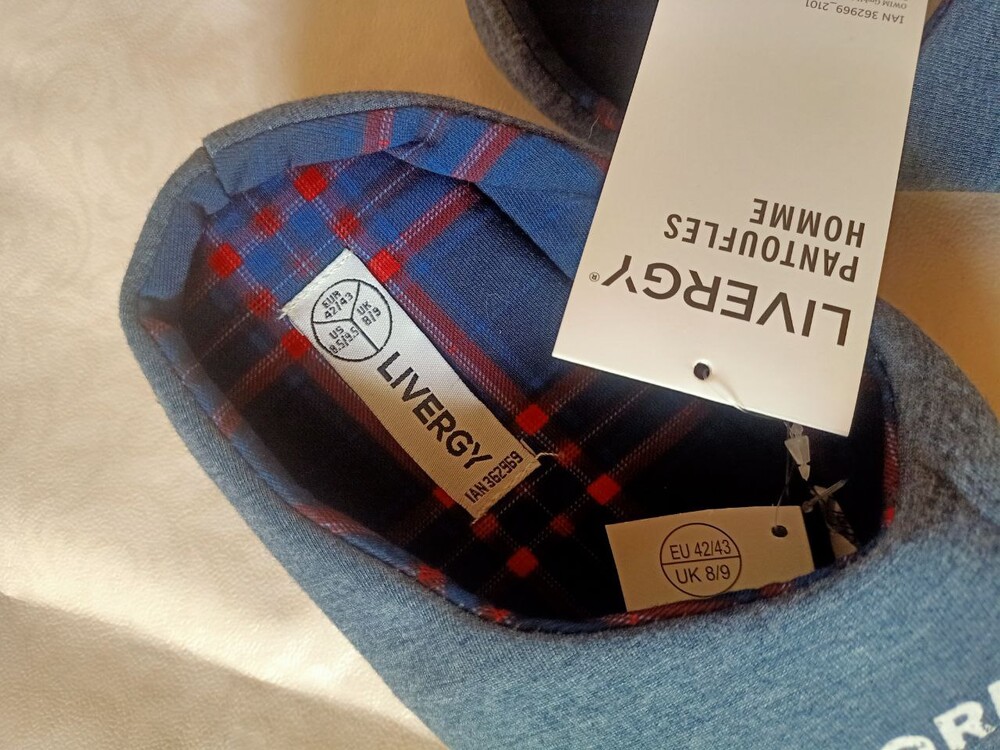 LIVERGY®
PANTOUFLES
HOMME
IAN 362969_2101
EUR
42/43
UK
8/9
US
8.5/9.5
LIVERGY
IAN 362969
EU 42/43
UK 8/9